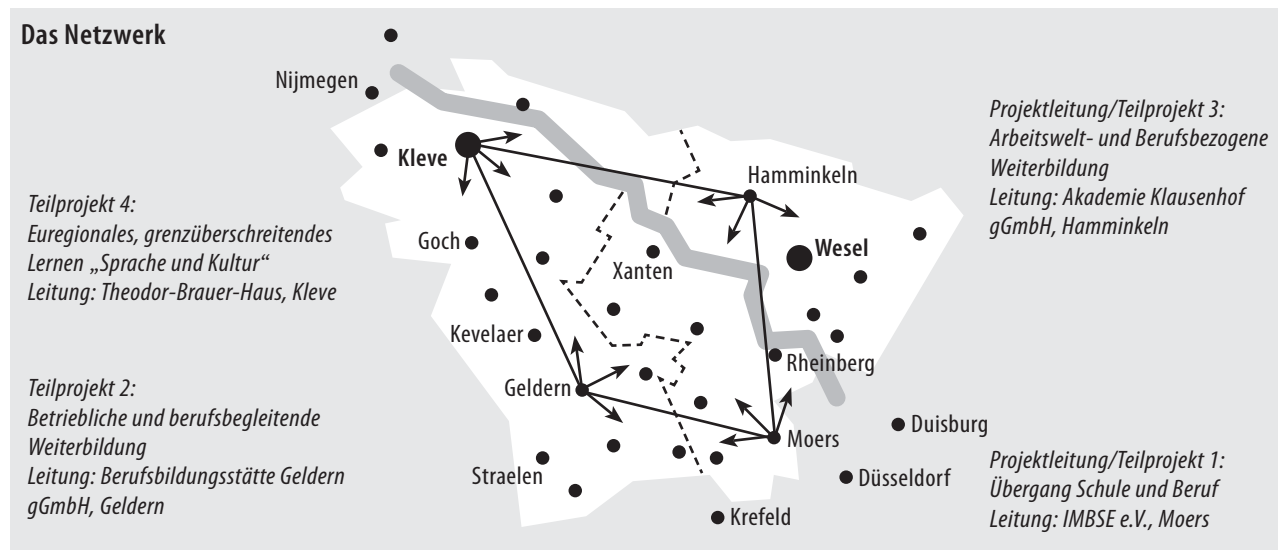 Das Netzwerk
Nijmegen
Kleve
Hamminkeln
Projektleitung/Teilprojekt 3:
Arbeitswelt- und Berufsbezogene
Weiterbildung
Leitung: Akademie Klausenhof
gGmbH, Hamminkeln
Teilprojekt 4:
Euregionales, grenzüberschreitendes
Lernen „Sprache und Kultur“
Leitung: Theodor-Brauer-Haus, Kleve
Goch
Xanten
Wesel
Kevelaer
Rheinberg
Geldern
Teilprojekt 2:
Betriebliche und berufsbegleitende
Weiterbildung
Leitung: Berufsbildungsstätte Geldern
gGmbH, Geldern
Straelen
Moers
Duisburg
Düsseldorf
Krefeld
Projektleitung/Teilprojekt 1:
Übergang Schule und Beruf
Leitung: IMBSE e.V., Moers